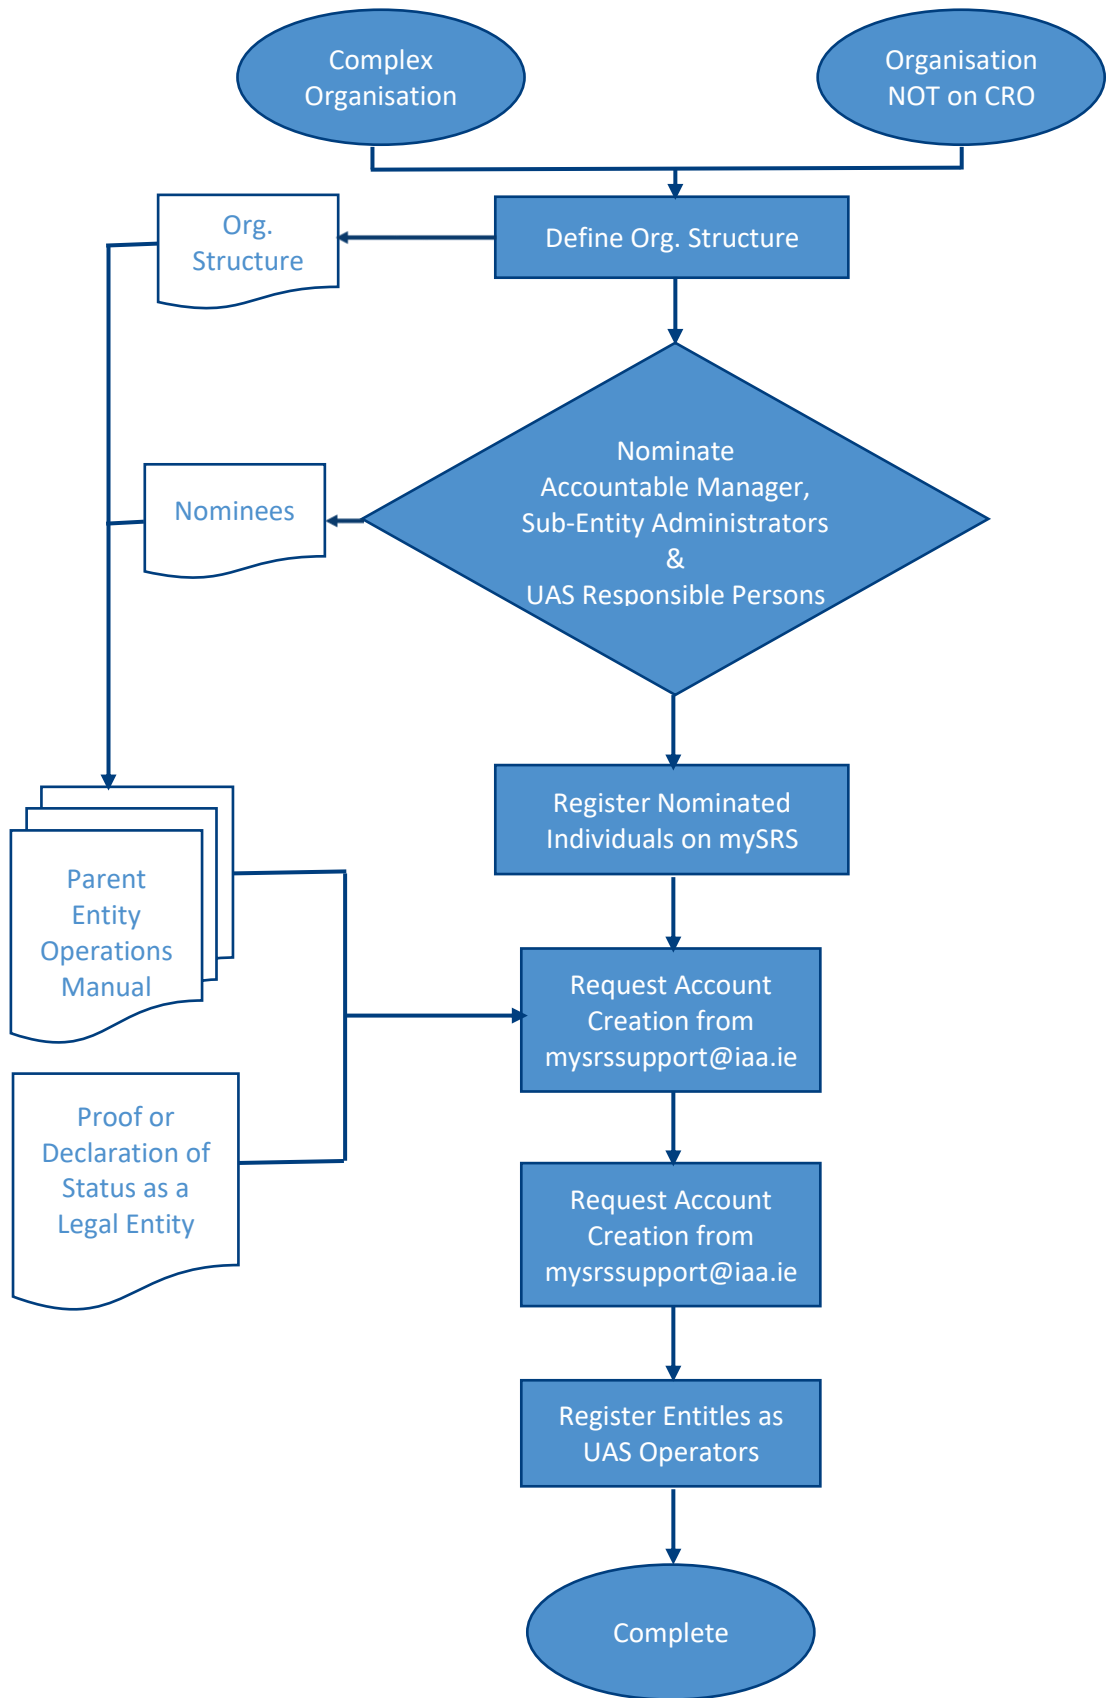 Complex
Organisation
Organisation
NOT on CRO
Org.
Structure
Define Org. Structure
Nominate
Accountable Manager,
Sub-Entity Administrators
&
UAS Responsible Persons
Nominees
Register Nominated
Individuals on mySRS
Parent
Entity
Operations
Manual
Request Account
Creation from
mysrssupport@iaa.ie
Proof or
Declaration of
Status as a
Legal Entity
Request Account
Creation from
mysrssupport@iaa.ie
Register Entitles as
UAS Operators
Complete